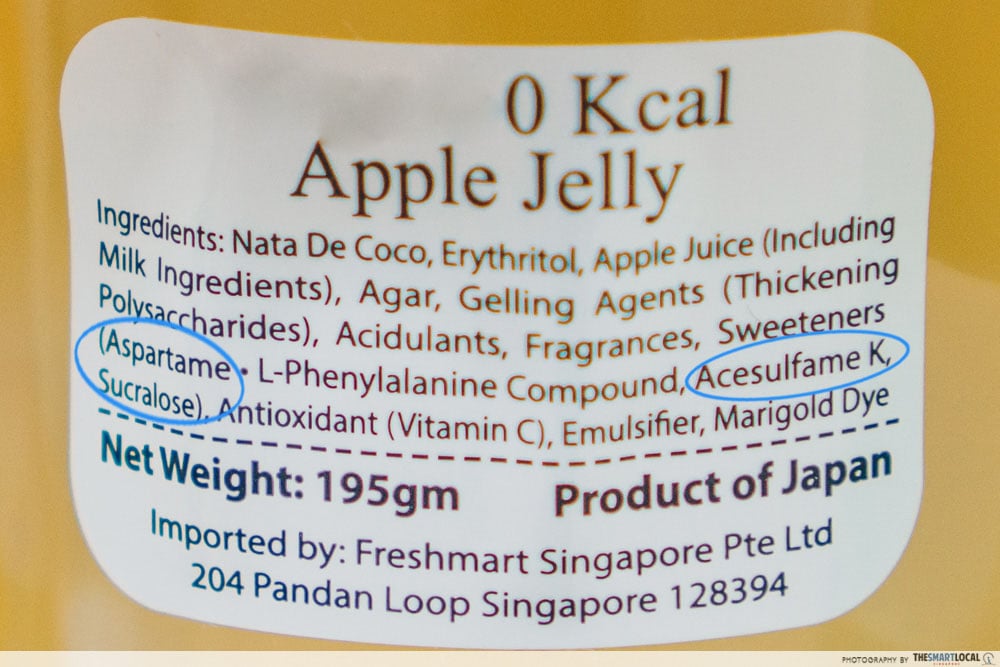 0 Kcal
Apple Jelly
Ingredients: Nata De Coco, Erythritol, Apple Juice (Including
Milk Ingredients), Agar, Gelling Agents (Thickening
Polysaccharides), Acidulants, Fragrances, Sweeteners
(Aspartame • L-Phenylalanine Compound, Acesulfame K,
Sucralose), Antioxidant (Vitamin C), Emulsifier, Marigold Dye
Net Weight: 195gm Product of Japan
Imported by: Freshmart Singapore Pte Ltd
204 Pandan Loop Singapore 128394
PHOTOGRAPHY BY THESMARTLOCAL